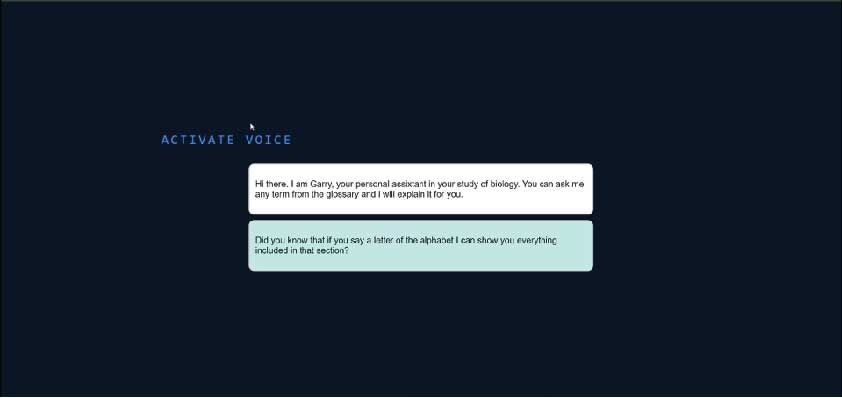 ACTIVATE VOICE
Hi there. I am Garry, your personal assixtant in your study of biology. You can ask me
any term from the glossary and I will explain it for you.
Did you know that if you say a letter of the alphabet I can show you everything
included in that section?